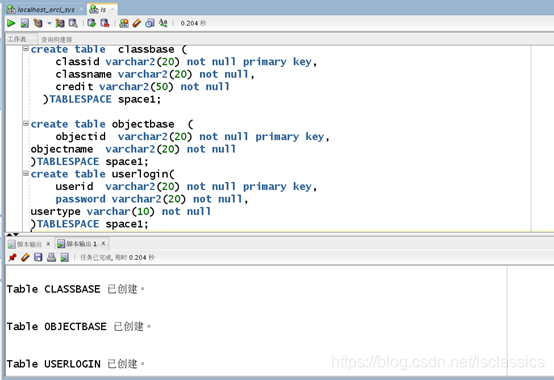 localhost_orcl_sys
ls
0.204 秒
工作表 查询构建器
create table classbase (
classid varchar2(20) not null primary key,
classname varchar2(20) not null,
credit varchar2(50) not null
)TABLESPACE space1;
create table objectbase (
objectid varchar2(20) not null primary key,
objectname varchar2(20) not null
)TABLESPACE space1;
create table userlogin(
userid varchar2(20) not null primary key,
password varchar2(20) not null,
usertype varchar(10) not null
)TABLESPACE space1;
脚本输出 x 脚本输出 1 x
任务已完成, 用时 0.204 秒
Table CLASSBASE 已创建。
Table OBJECTBASE 已创建。
Table USERLOGIN 已创建。
https://blog.csdn.net/lsclassics